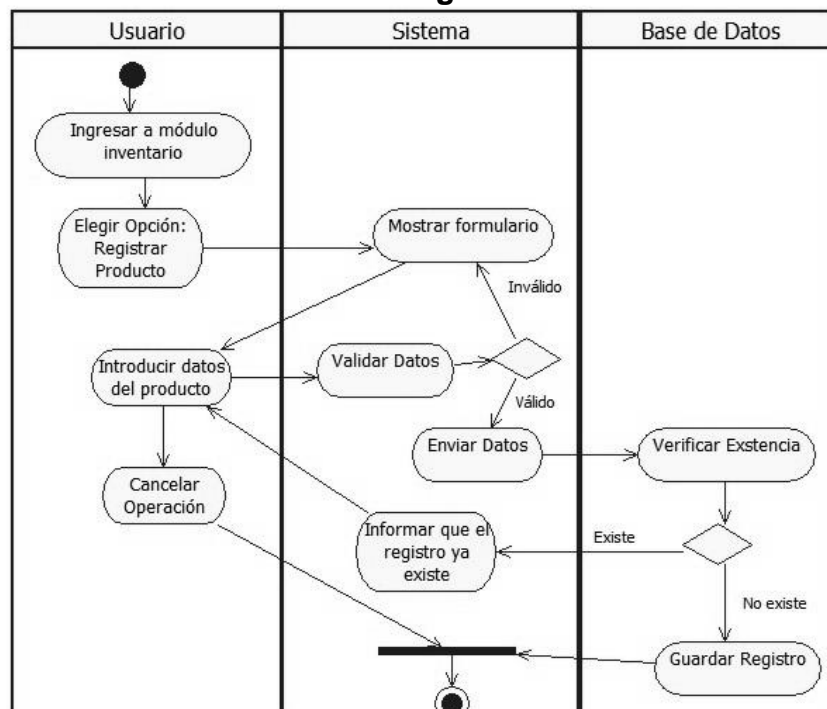 Usuario
Sistema
Base de Datos
Ingresar a módulo
inventario
Elegir Opción:
Registrar
Producto
Mostrar formulario
Inválido
Introducir datos
del producto
Validar Datos
Válido
Enviar Datos
Verificar Exstencia
Cancelar
Operación
Informar que el
registro ya
existe
Existe
No existe
Guardar Registro